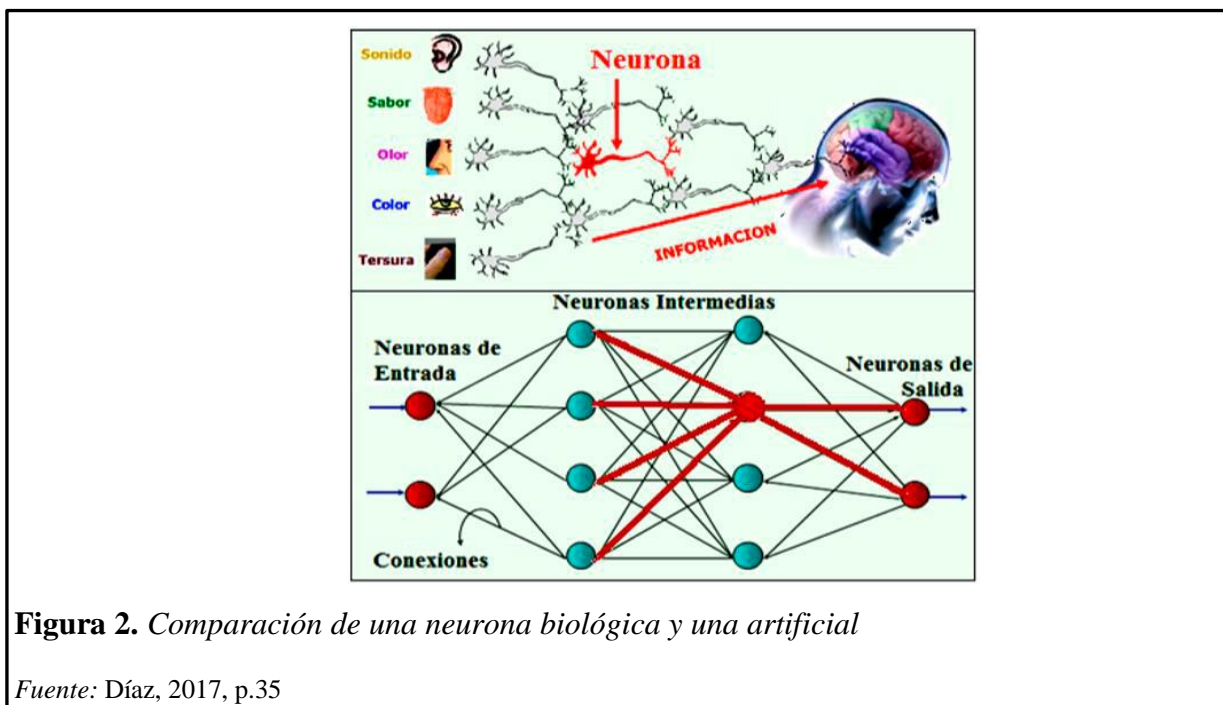 Sonido
Neurona
Sabor
Olor
Color
INFORMACION
Tersura
Neuronas Intermedias
Neuronas de
Entrada
Neuronas de
Salida
Conexiones
Figura 2. Comparación de una neurona biológica y una artificial
Fuente: Díaz, 2017, p.35